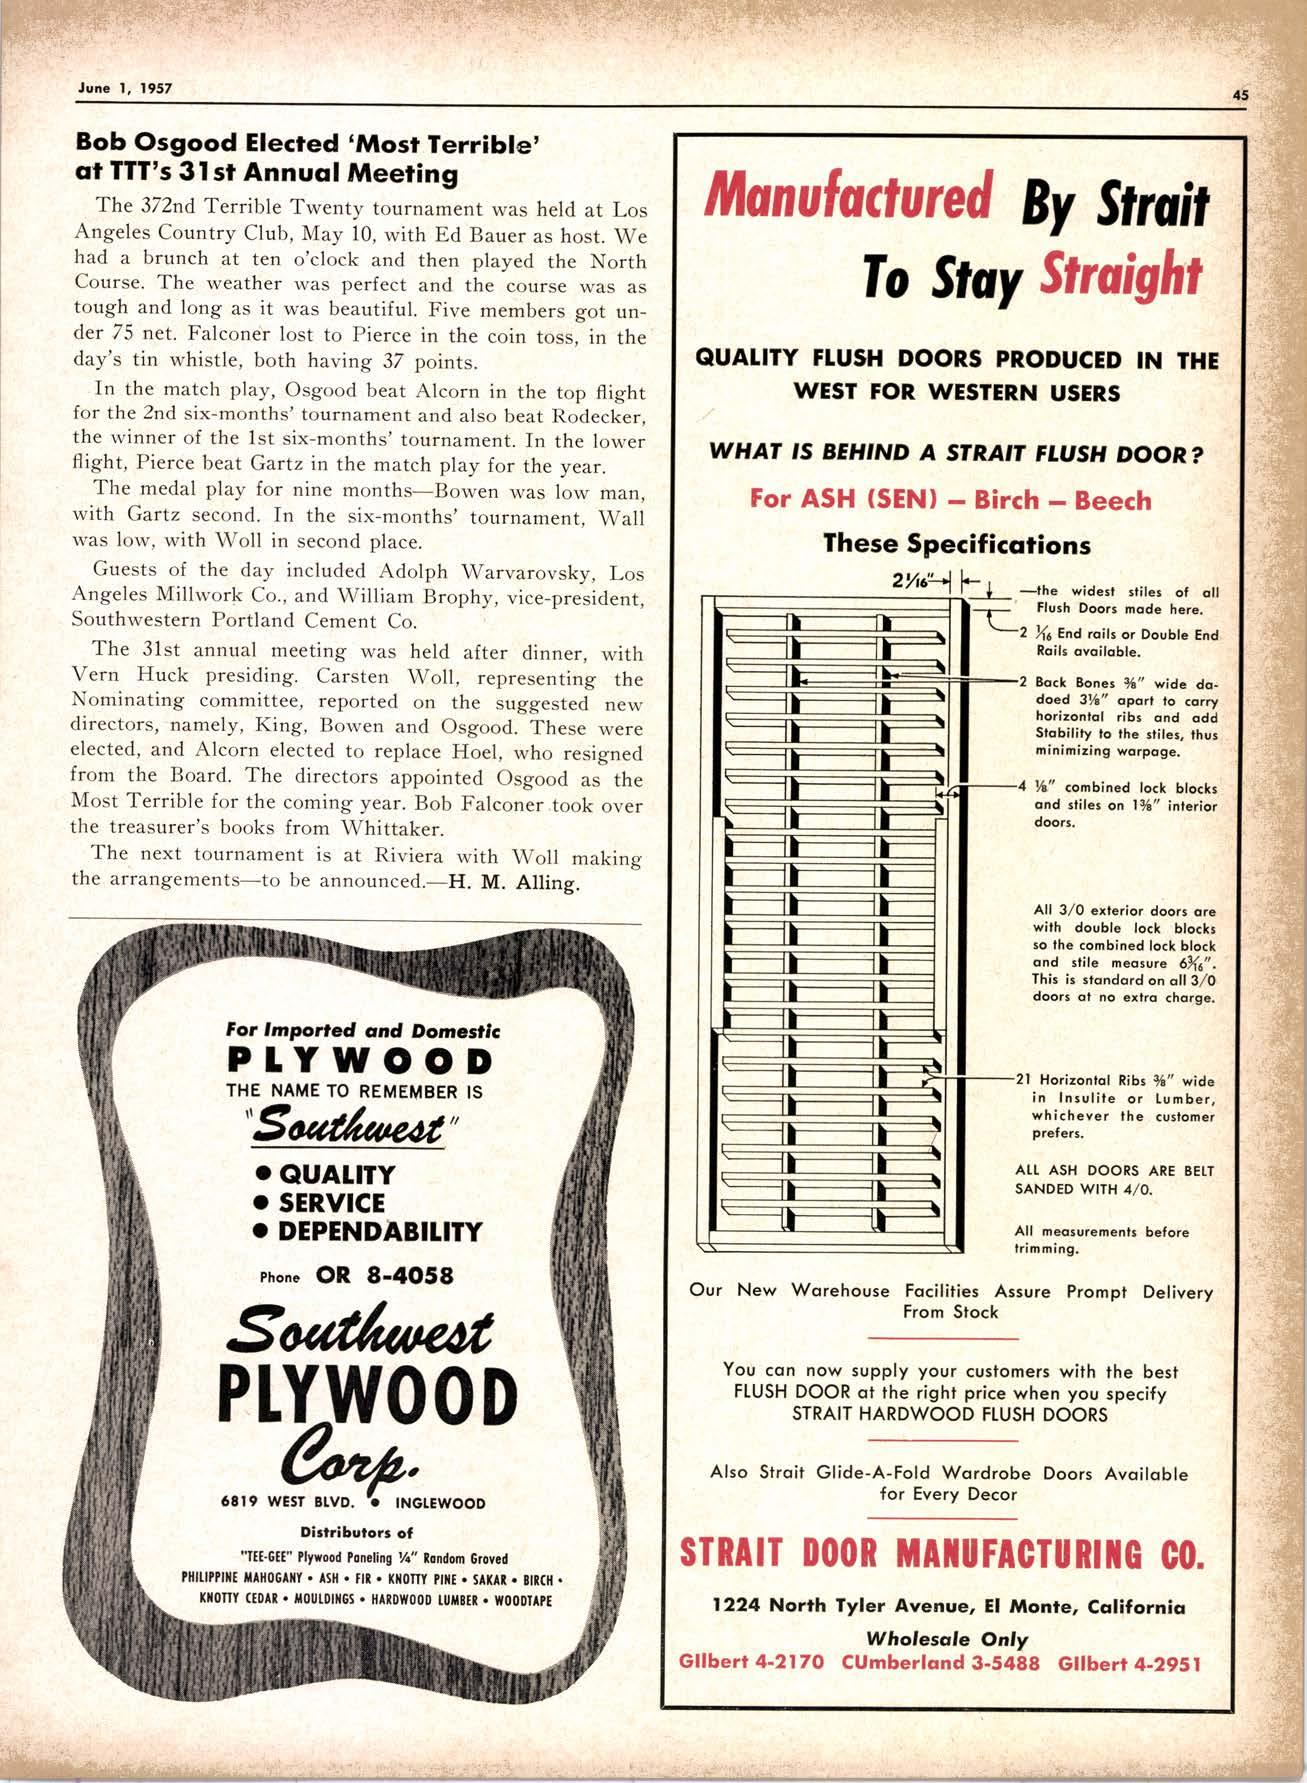 June 1, 1957
45
Bob Osgood Elected 'Most Terrible'
at TTT's 31st Annual Meeting
The 372nd Terrible Twenty tournament was held at Los
Angeles Country Club, May 10, with Ed Bauer as host. We
had a brunch at ten o'clock and then played the North
Course. The weather was perfect and the course was as
tough and long as it was beautiful. Five members got un-
der 75 net. Falconer lost to Pierce in the coin toss, in the
day's tin whistle, both having 37 points.
In the match play, Osgood beat Alcorn in the top flight
for the 2nd six-months' tournament and also beat Rodecker,
the winner of the 1st six-months' tournament. In the lower
flight, Pierce beat Gartz in the match play for the year.
The medal play for nine months—Bowen was low man,
with Gartz second. In the six-months' tournament, Wall
was low, with Woll in second place.
Guests of the day included Adolph Warvarovsky, Los
Angeles Millwork Co., and William Brophy, vice-president,
Southwestern Portland Cement Co.
The 31st annual meeting was held after dinner, with
Vern Huck presiding. Carsten Woll, representing the
Nominating committee, reported on the suggested new
directors, namely, King, Bowen and Osgood. These were
elected, and Alcorn elected to replace Hoel, who resigned
from the Board. The directors appointed Osgood as the
Most Terrible for the coming year. Bob Falconer took over
the treasurer's books from Whittaker.
The next tournament is at Riviera with Woll making
the arrangements—to be announced.—H. M. Alling.
For Imported and Domestic
PLYWOOD
THE NAME TO REMEMBER IS
"Southwest"
• QUALITY
• SERVICE
• DEPENDABILITY
Phone OR 8-4058
Southwest
PLYWOOD
Corp.
6819 WEST BLVD. • INGLEWOOD
Distributors of
"TEE-GEE" Plywood Paneling ¼" Random Groved
PHILIPPINE MAHOGANY • ASH • FIR • KNOTTY PINE • SAKAR • BIRCH •
KNOTTY CEDAR • MOULDINGS • HARDWOOD LUMBER • WOODTAPE
Manufactured By Strait
To Stay Straight
QUALITY FLUSH DOORS PRODUCED IN THE
WEST FOR WESTERN USERS
WHAT IS BEHIND A STRAIT FLUSH DOOR?
For ASH (SEN) — Birch — Beech
These Specifications
2 1/16"
—the widest stiles of all
Flush Doors made here.
2 1/16 End rails or Double End
Rails available.
2 Back Bones ⅜" wide da-
doed 3⅛" apart to carry
horizontal ribs and add
Stability to the stiles, thus
minimizing warpage.
4 ⅛" combined lock blocks
and stiles on 1⅜" interior
doors.
All 3/0 exterior doors are
with double lock blocks
so the combined lock block
and stile measure 6 3/16".
This is standard on all 3/0
doors at no extra charge.
21 Horizontal Ribs ⅜" wide
in Insulite or Lumber,
whichever the customer
prefers.
ALL ASH DOORS ARE BELT
SANDED WITH 4/0.
All measurements before
trimming.
Our New Warehouse Facilities Assure Prompt Delivery
From Stock
You can now supply your customers with the best
FLUSH DOOR at the right price when you specify
STRAIT HARDWOOD FLUSH DOORS
Also Strait Glide-A-Fold Wardrobe Doors Available
for Every Decor
STRAIT DOOR MANUFACTURING CO.
1224 North Tyler Avenue, El Monte, California
Wholesale Only
GIlbert 4-2170 CUmberland 3-5488 GIlbert 4-2951